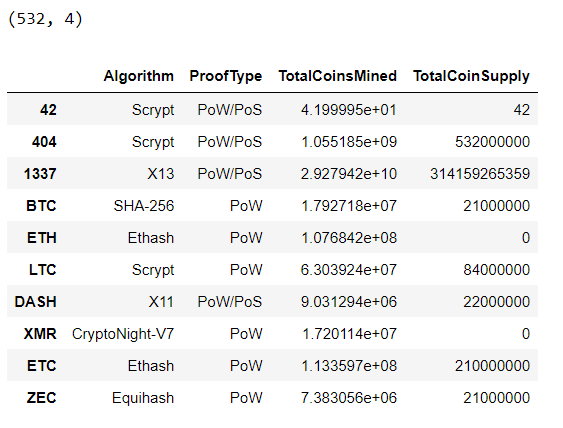 (532, 4)
Algorithm ProofType TotalCoinsMined TotalCoinSupply
42 Scrypt PoW/PoS 4.199995e+01 42
404 Scrypt PoW/PoS 1.055185e+09 532000000
1337 X13 PoW/PoS 2.927942e+10 314159265359
BTC SHA-256 PoW 1.792718e+07 21000000
ETH Ethash PoW 1.076842e+08 0
LTC Scrypt PoW 6.303924e+07 84000000
DASH X11 PoW/PoS 9.031294e+06 22000000
XMR CryptoNight-V7 PoW 1.720114e+07 0
ETC Ethash PoW 1.133597e+08 210000000
ZEC Equihash PoW 7.383056e+06 21000000